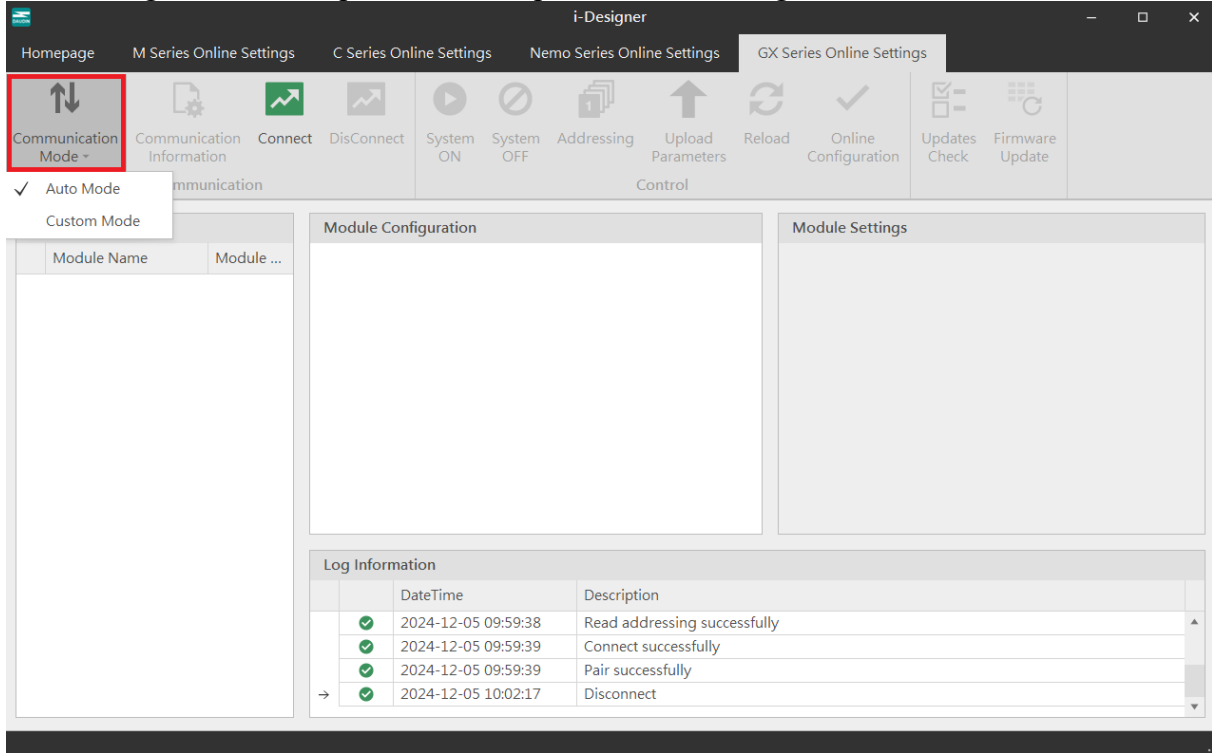 DAUDIN
i-Designer
Homepage M Series Online Settings C Series Online Settings Nemo Series Online Settings GX Series Online Settings
Communication Mode
Communication Information
Connect
DisConnect
System ON
System OFF
Addressing
Upload Parameters
Reload
Online Configuration
Updates Check
Firmware Update
mmunication
Control
✓ Auto Mode
Custom Mode
Module Name Module ...
Module Configuration
Module Settings
Log Information
DateTime Description
2024-12-05 09:59:38 Read addressing successfully
2024-12-05 09:59:39 Connect successfully
2024-12-05 09:59:39 Pair successfully
→ 2024-12-05 10:02:17 Disconnect